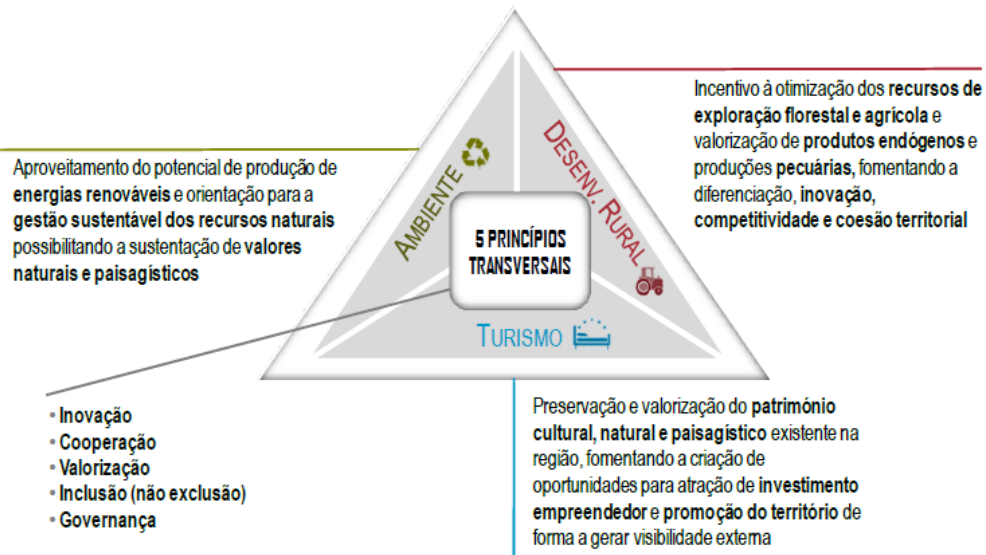 Incentivo à otimização dos recursos de
exploração florestal e agrícola e
valorização de produtos endógenos e
produções pecuárias, fomentando a
diferenciação, inovação,
competitividade e coesão territorial
Aproveitamento do potencial de produção de
energias renováveis e orientação para a
gestão sustentável dos recursos naturais
possibilitando a sustentação de valores
naturais e paisagísticos
AMBIENTE
DESENV. RURAL
5 PRINCÍPIOS
TRANSVERSAIS
TURISMO
• Inovação
• Cooperação
• Valorização
• Inclusão (não exclusão)
• Governança
Preservação e valorização do património
cultural, natural e paisagístico existente na
região, fomentando a criação de
oportunidades para atração de investimento
empreendedor e promoção do território de
forma a gerar visibilidade externa